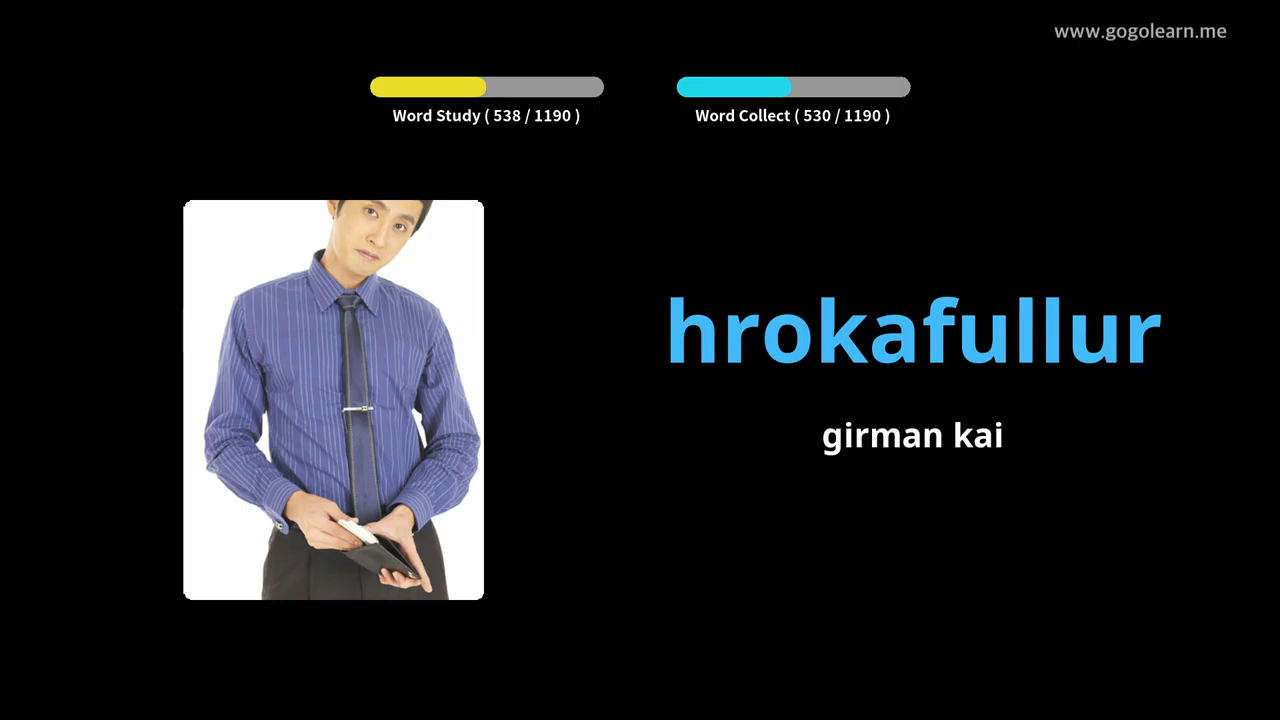 www.gogolearn.me
Word Study ( 538 / 1190 )
Word Collect ( 530 / 1190 )
hrokafullur
girman kai